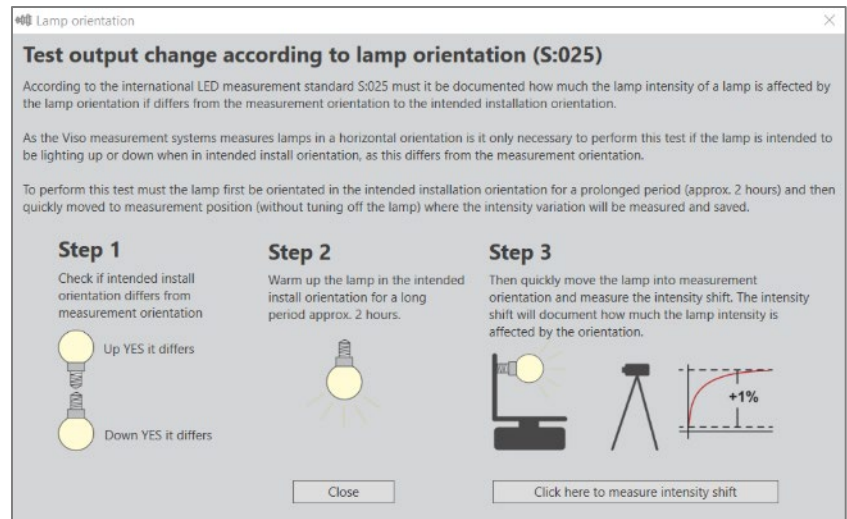 Lamp orientation
Test output change according to lamp orientation (S:025)
According to the international LED measurement standard S:025 must it be documented how much the lamp intensity of a lamp is affected by
the lamp orientation if differs from the measurement orientation to the intended installation orientation.
As the Viso measurement systems measures lamps in a horizontal orientation is it only necessary to perform this test if the lamp is intended to
be lighting up or down when in intended install orientation, as this differs from the measurement orientation.
To perform this test must the lamp first be orientated in the intended installation orientation for a prolonged period (approx. 2 hours) and then
quickly moved to measurement position (without tuning off the lamp) where the intensity variation will be measured and saved.
Step 1
Check if intended install
orientation differs from
measurement orientation
Up YES it differs
Down YES it differs
Step 2
Warm up the lamp in the intended
install orientation for a long
period approx. 2 hours.
Step 3
Then quickly move the lamp into measurement
orientation and measure the intensity shift. The intensity
shift will document how much the lamp intensity is
affected by the orientation.
+1%
Close
Click here to measure intensity shift